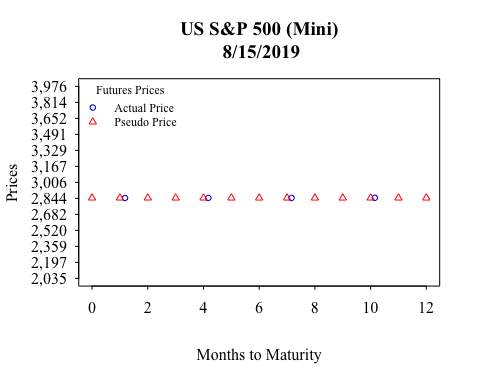 US S&P 500 (Mini)
8/15/2019
Futures Prices
Actual Price
Pseudo Price
Prices
3,976
3,814
3,652
3,491
3,329
3,167
3,006
2,844
2,682
2,520
2,359
2,197
2,035
0 2 4 6 8 10 12
Months to Maturity